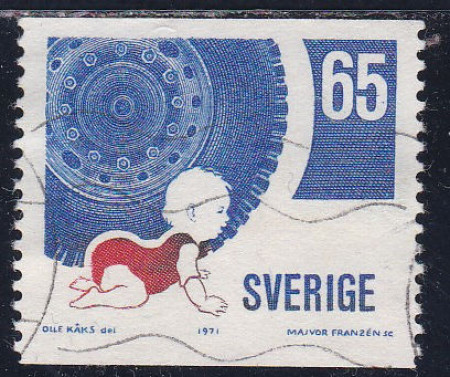 65
SVERIGE
OLLE KÅKS del 1971 MAJVOR FRANZÉN SC